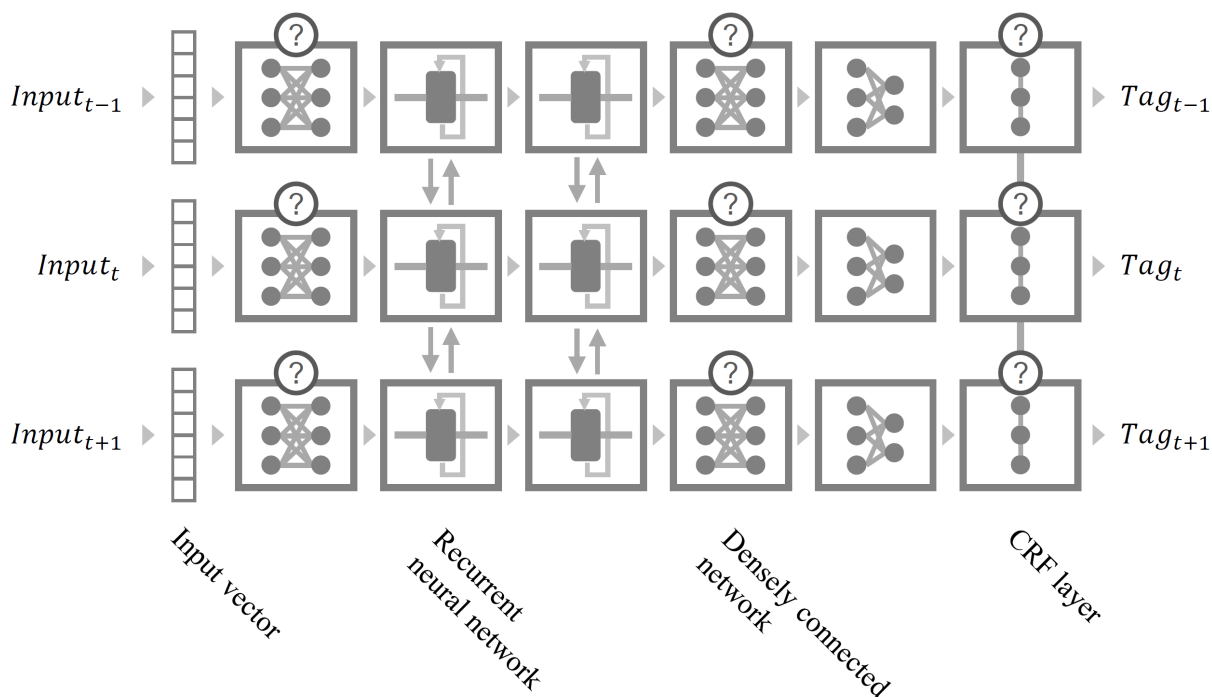 ? ? ?
Input_{t−1} Tag_{t−1}
? ? ?
Input_t Tag_t
? ? ?
Input_{t+1} Tag_{t+1}
Input vector
Recurrent
neural network
Densely connected
network
CRF layer